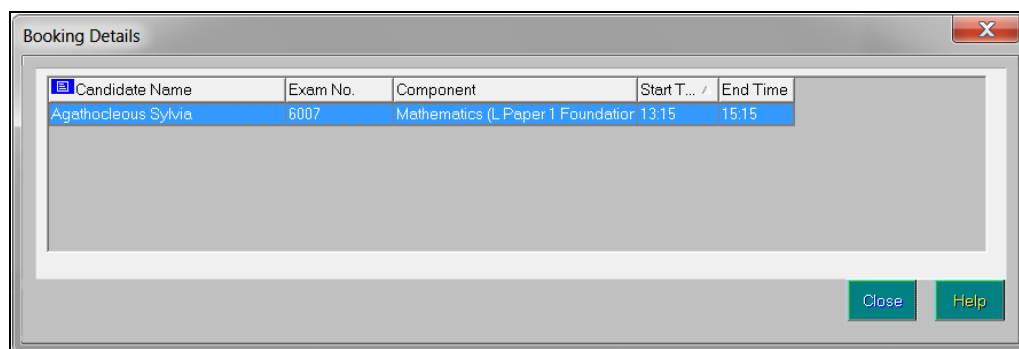 Booking Details
X
Candidate Name Exam No. Component Start T... End Time
Agathocleous Sylvia 6007 Mathematics (L Paper 1 Foundation 13:15 15:15
Close Help